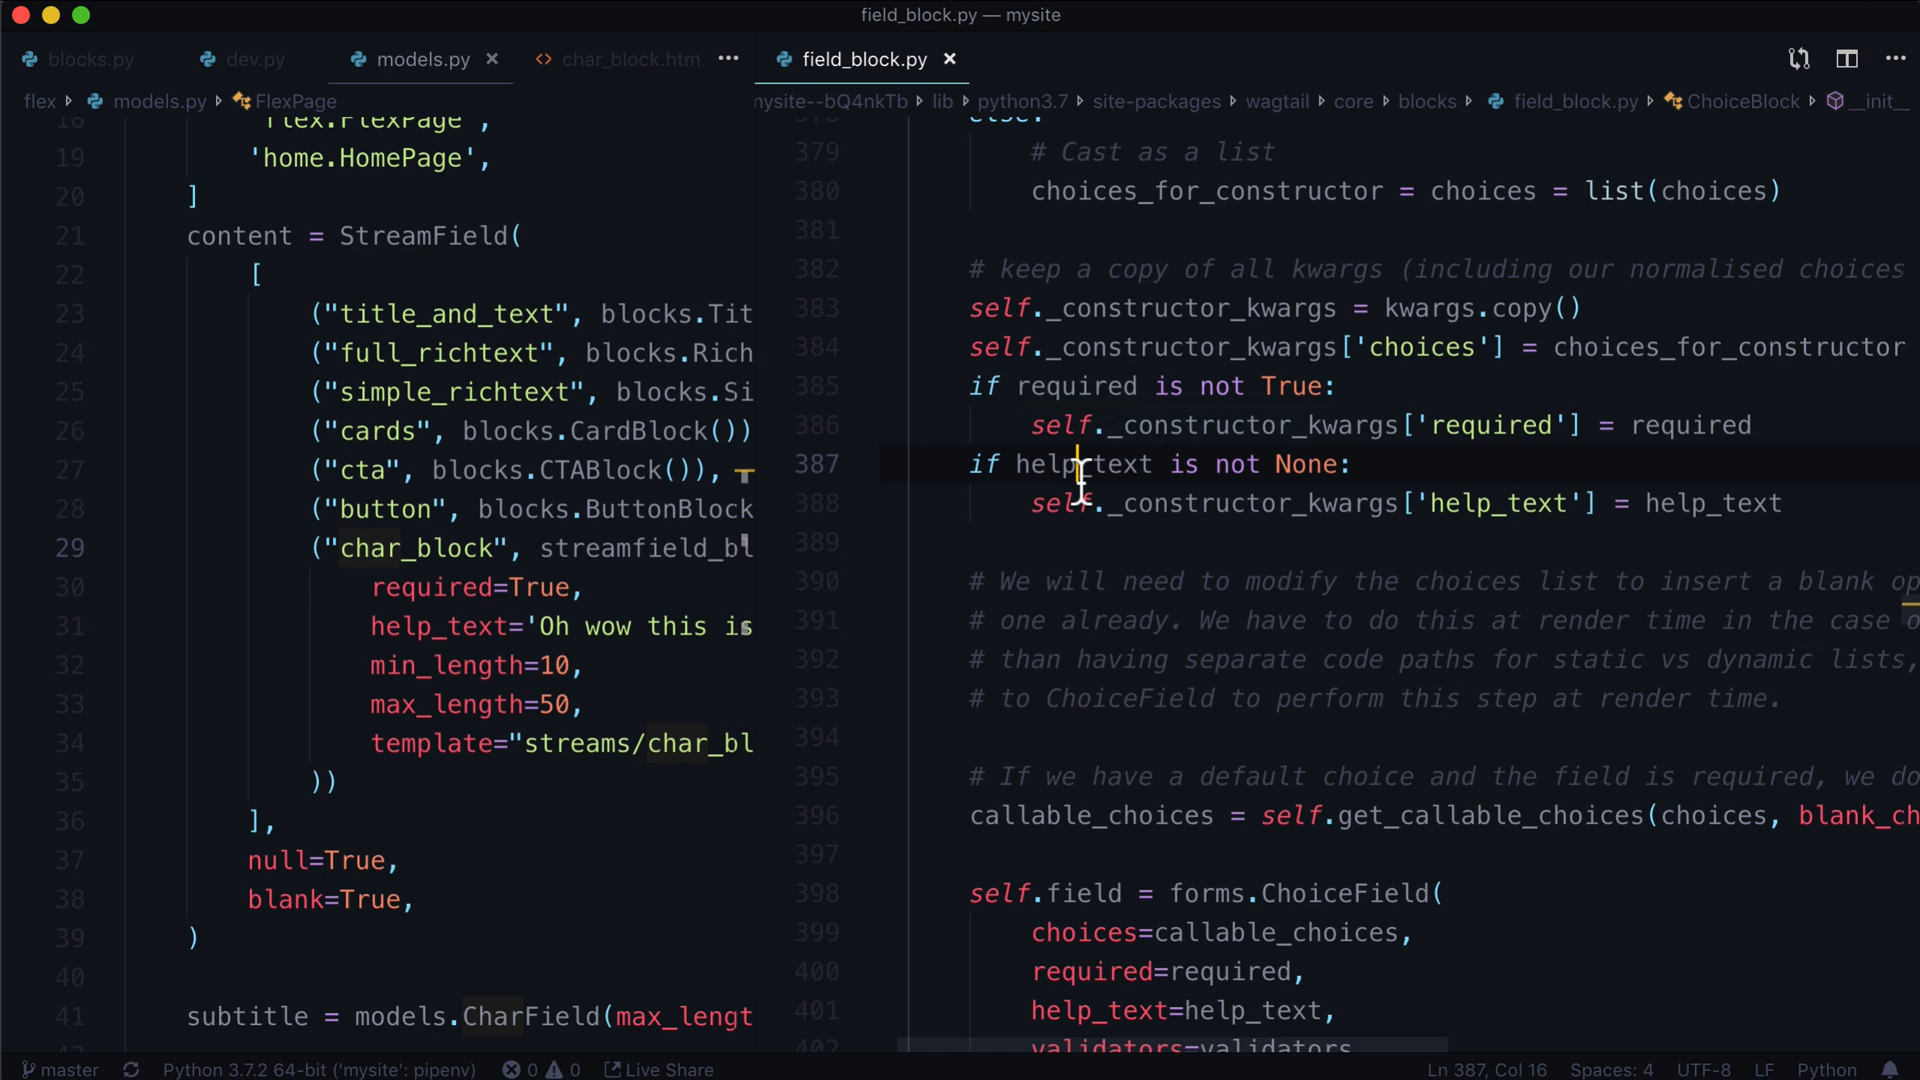 field_block.py — mysite
blocks.py dev.py models.py char_block.htm
flex models.py FlexPage
18 'flex.FlexPage',
19 'home.HomePage',
20 ]
21 content = StreamField(
22 [
23 ("title_and_text", blocks.Tit
24 ("full_richtext", blocks.Rich
25 ("simple_richtext", blocks.Si
26 ("cards", blocks.CardBlock())
27 ("cta", blocks.CTABlock()),
28 ("button", blocks.ButtonBlock
29 ("char_block", streamfield_bl
30 required=True,
31 help_text='Oh wow this is
32 min_length=10,
33 max_length=50,
34 template="streams/char_bl
35 ))
36 ],
37 null=True,
38 blank=True,
39 )
40
41 subtitle = models.CharField(max_lengt
field_block.py
mysite--bQ4nkTb lib python3.7 site-packages wagtail core blocks field_block.py ChoiceBlock __init__
378 else:
379 # Cast as a list
380 choices_for_constructor = choices = list(choices)
381
382 # keep a copy of all kwargs (including our normalised choices
383 self._constructor_kwargs = kwargs.copy()
384 self._constructor_kwargs['choices'] = choices_for_constructor
385 if required is not True:
386 self._constructor_kwargs['required'] = required
387 if help_text is not None:
388 self._constructor_kwargs['help_text'] = help_text
389
390 # We will need to modify the choices list to insert a blank op
391 # one already. We have to do this at render time in the case o
392 # than having separate code paths for static vs dynamic lists,
393 # to ChoiceField to perform this step at render time.
394
395 # If we have a default choice and the field is required, we do
396 callable_choices = self.get_callable_choices(choices, blank_ch
397
398 self.field = forms.ChoiceField(
399 choices=callable_choices,
400 required=required,
401 help_text=help_text,
402 validators=validators
master Python 3.7.2 64-bit ('mysite': pipenv) 0 0 Live Share Ln 387, Col 16 Spaces: 4 UTF-8 LF Python